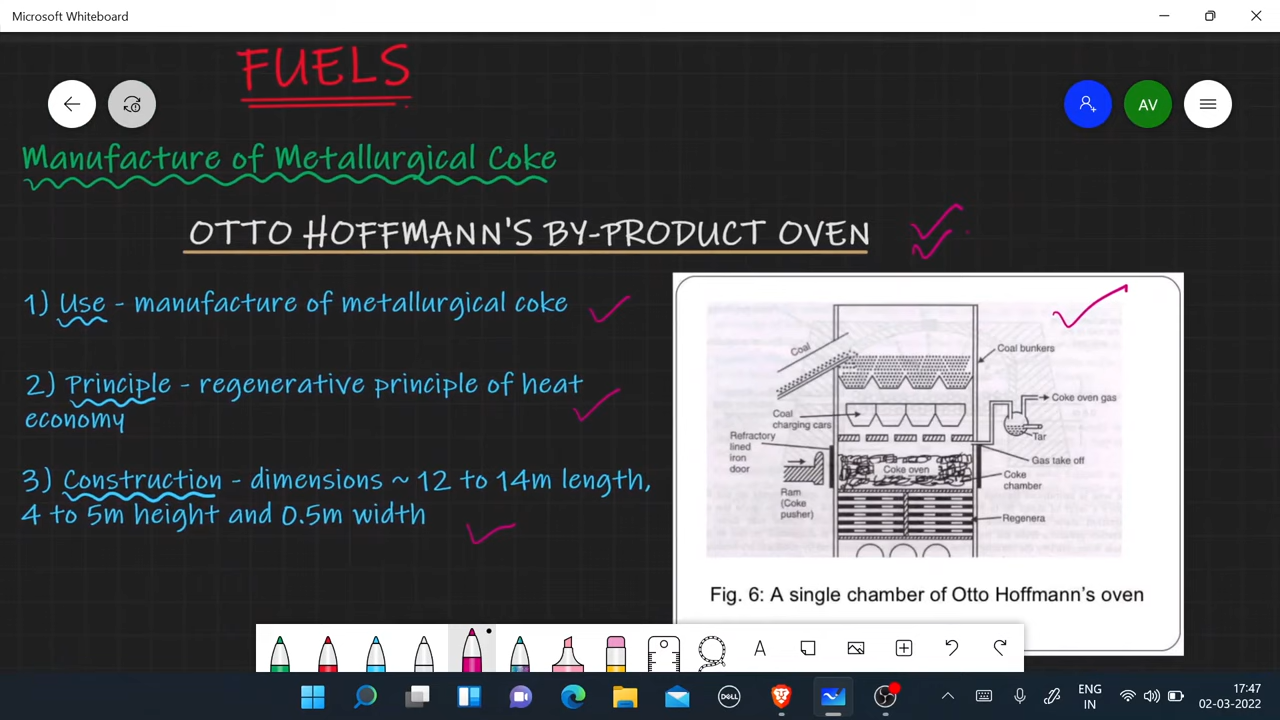 Microsoft Whiteboard
FUELS
AV
Manufacture of Metallurgical Coke
OTTO HOFFMANN'S BY-PRODUCT OVEN
1) Use - manufacture of metallurgical coke
2) Principle - regenerative principle of heat
economy
3) Construction - dimensions ~ 12 to 14m length,
4 to 5m height and 0.5m width
Coal
Coal bunkers
Coke oven gas
Coal
charging cars
Tar
Refractory
lined
iron
door
Gas take off
Coke oven
Coke
chamber
Ram
(Coke
pusher)
Regenera
Fig. 6: A single chamber of Otto Hoffmann's oven
A
DELL
ENG
IN
17:47
02-03-2022